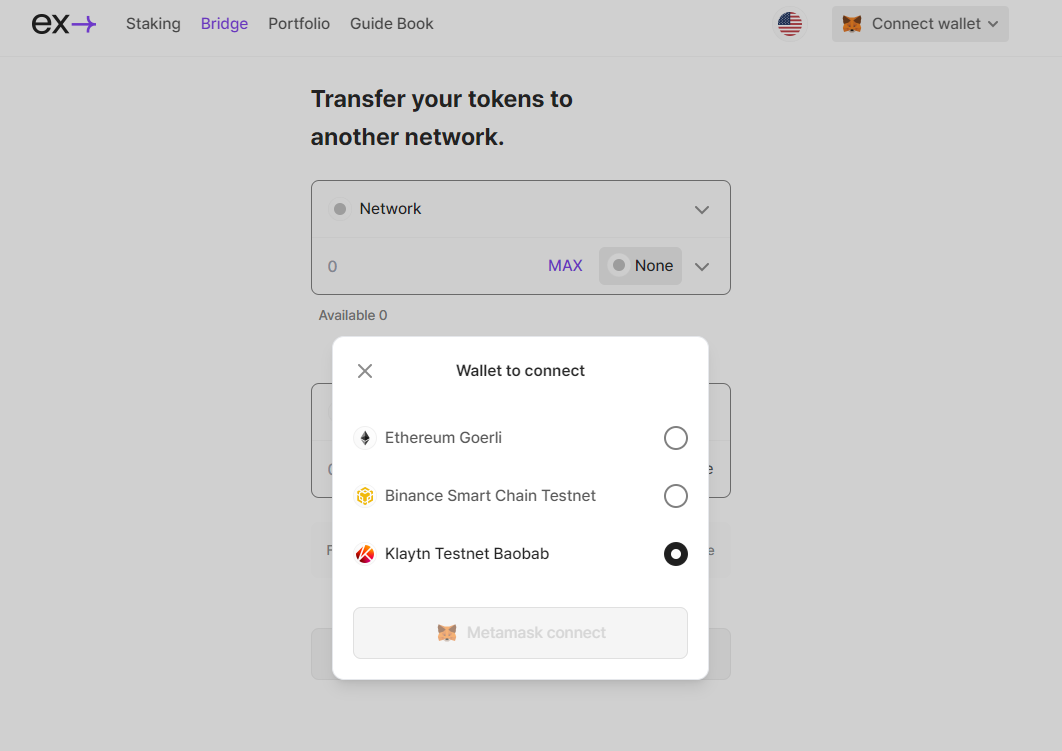 ex
Staking
Bridge
Portfolio
Guide Book
Connect wallet
Transfer your tokens to
another network.
Network
0
MAX
None
Available 0
Wallet to connect
Ethereum Goerli
Binance Smart Chain Testnet
Klaytn Testnet Baobab
Metamask connect